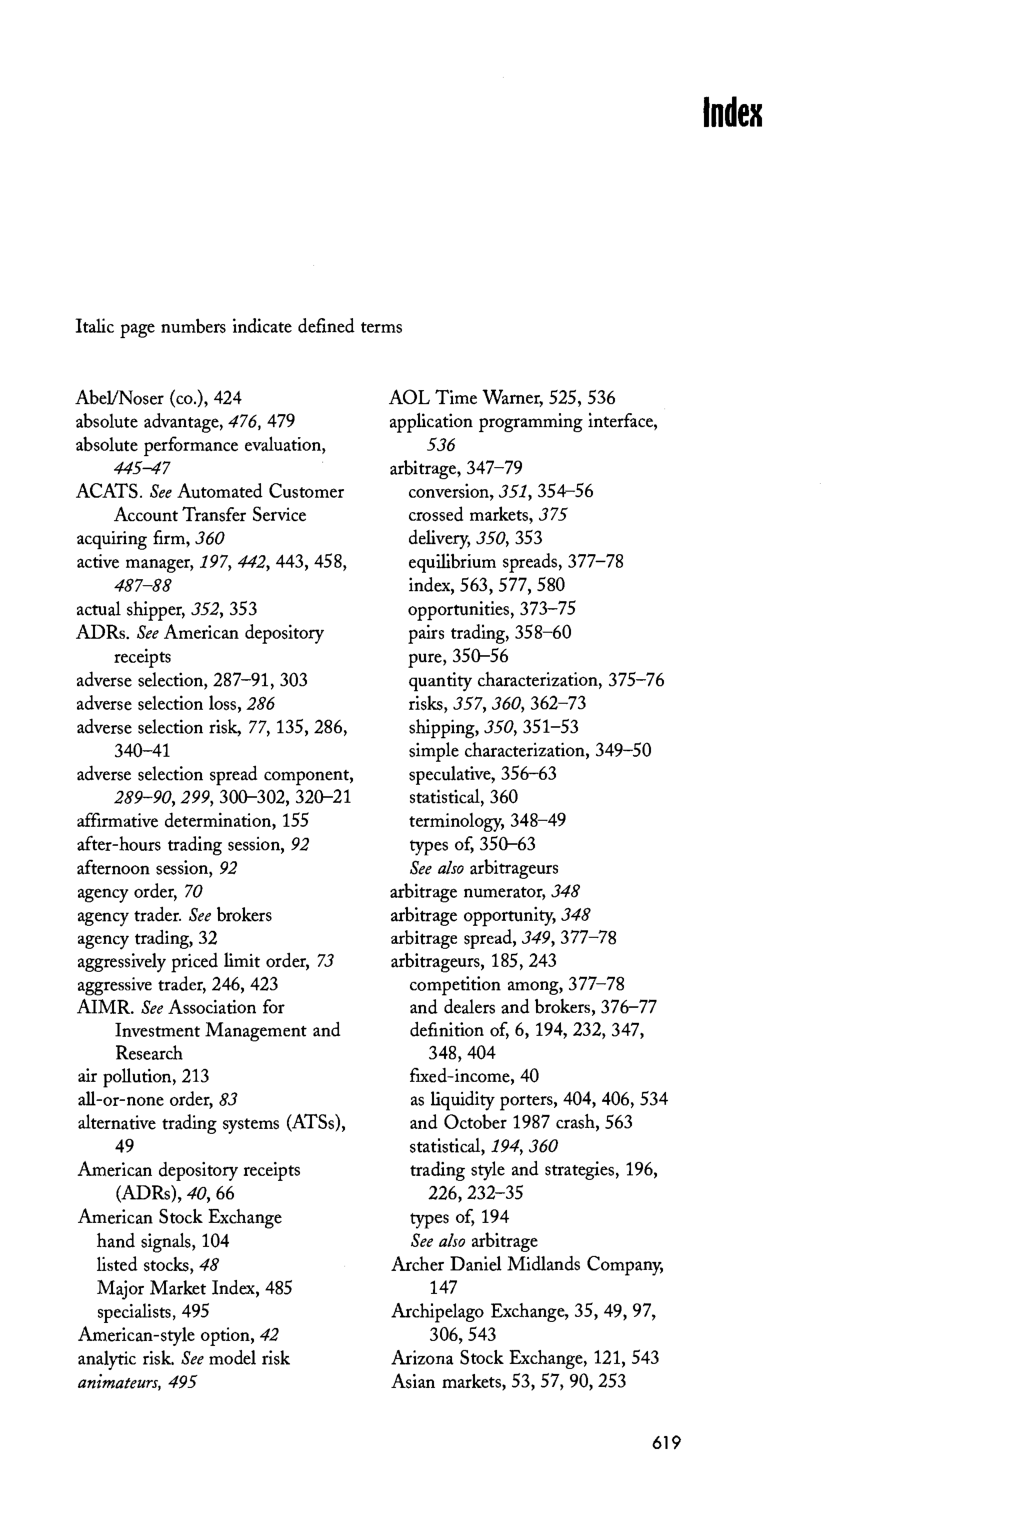 Index
Italic page numbers indicate defined terms
Abel/Noser (co.), 424
absolute advantage, 476, 479
absolute performance evaluation,
445–47
ACATS. See Automated Customer
Account Transfer Service
acquiring firm, 360
active manager, 197, 442, 443, 458,
487–88
actual shipper, 352, 353
ADRs. See American depository
receipts
adverse selection, 287–91, 303
adverse selection loss, 286
adverse selection risk, 77, 135, 286,
340–41
adverse selection spread component,
289–90, 299, 300–302, 320–21
affirmative determination, 155
after-hours trading session, 92
afternoon session, 92
agency order, 70
agency trader. See brokers
agency trading, 32
aggressively priced limit order, 73
aggressive trader, 246, 423
AIMR. See Association for
Investment Management and
Research
air pollution, 213
all-or-none order, 83
alternative trading systems (ATSs),
49
American depository receipts
(ADRs), 40, 66
American Stock Exchange
hand signals, 104
listed stocks, 48
Major Market Index, 485
specialists, 495
American-style option, 42
analytic risk. See model risk
animateurs, 495
AOL Time Warner, 525, 536
application programming interface,
536
arbitrage, 347–79
conversion, 351, 354–56
crossed markets, 375
delivery, 350, 353
equilibrium spreads, 377–78
index, 563, 577, 580
opportunities, 373–75
pairs trading, 358–60
pure, 350–56
quantity characterization, 375–76
risks, 357, 360, 362–73
shipping, 350, 351–53
simple characterization, 349–50
speculative, 356–63
statistical, 360
terminology, 348–49
types of, 350–63
See also arbitrageurs
arbitrage numerator, 348
arbitrage opportunity, 348
arbitrage spread, 349, 377–78
arbitrageurs, 185, 243
competition among, 377–78
and dealers and brokers, 376–77
definition of, 6, 194, 232, 347,
348, 404
fixed-income, 40
as liquidity porters, 404, 406, 534
and October 1987 crash, 563
statistical, 194, 360
trading style and strategies, 196,
226, 232–35
types of, 194
See also arbitrage
Archer Daniel Midlands Company,
147
Archipelago Exchange, 35, 49, 97,
306, 543
Arizona Stock Exchange, 121, 543
Asian markets, 53, 57, 90, 253
619